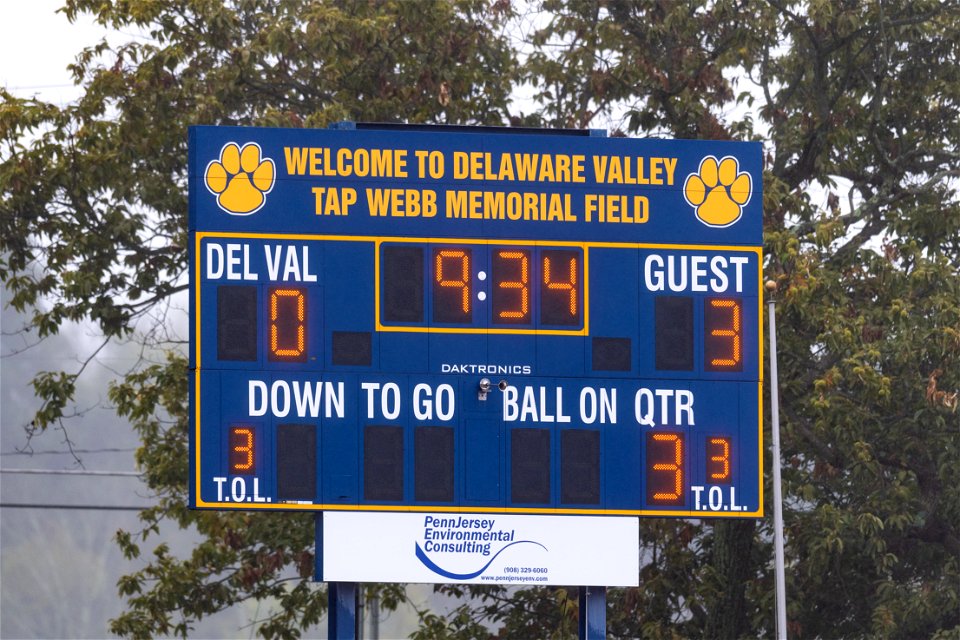 WELCOME TO DELAWARE VALLEY
TAP WEBB MEMORIAL FIELD
DEL VAL 9:34 GUEST
0 3
DAKTRONICS
DOWN TO GO BALL ON QTR
3 3 3
T.O.L. T.O.L.
PennJersey
Environmental
Consulting
(908) 329-6060
www.pennjerseyenv.com